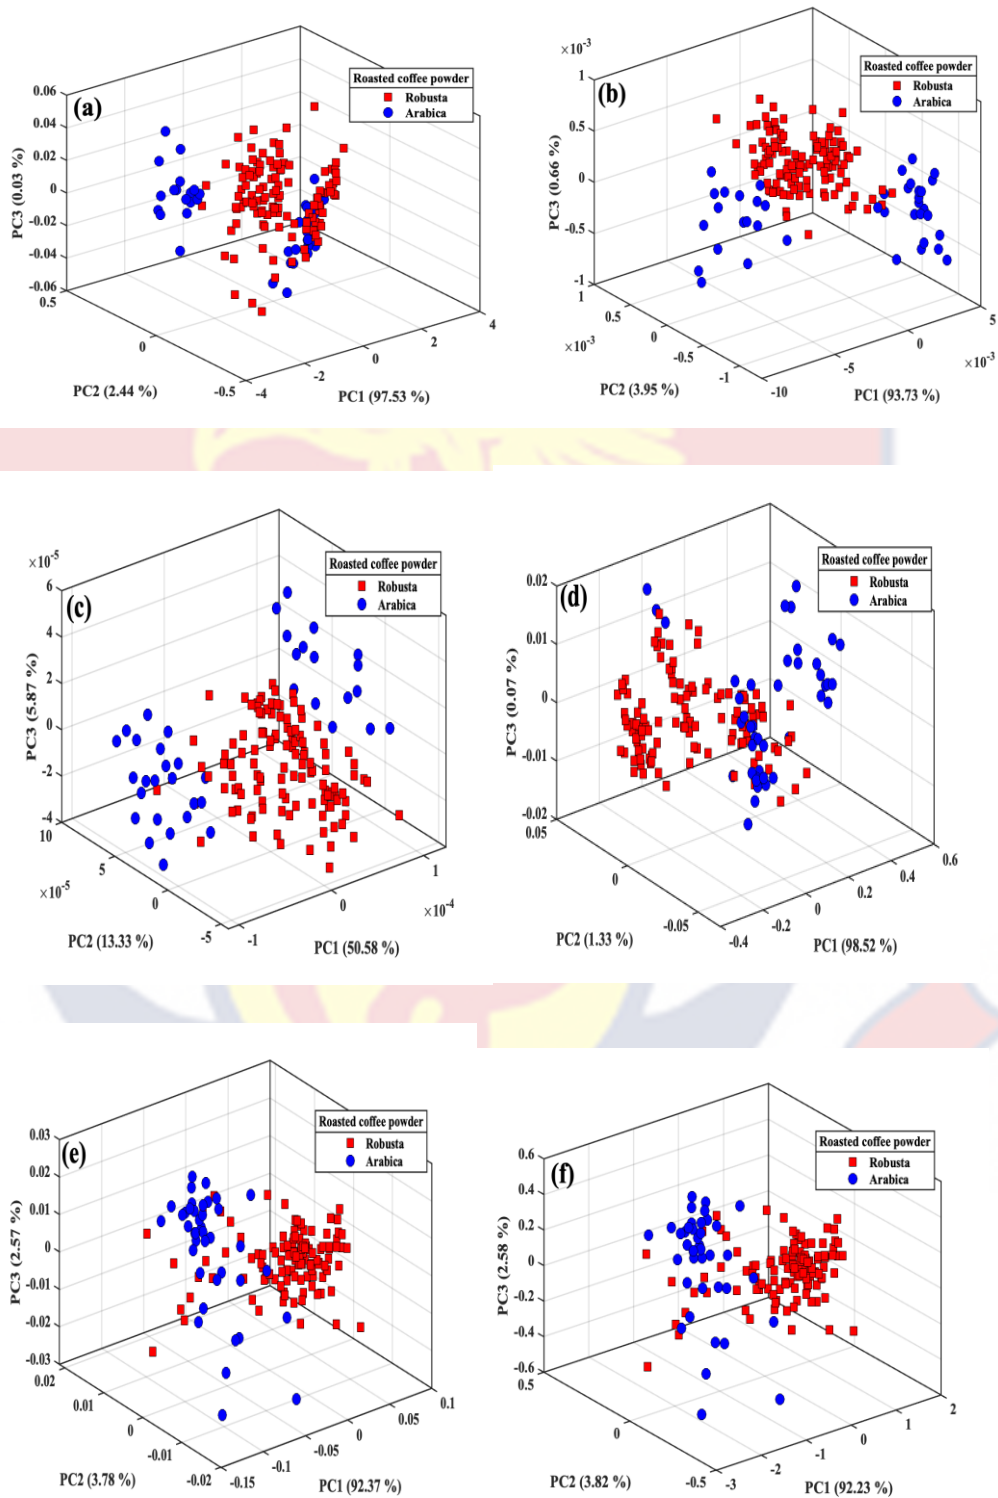 (a)
Roasted coffee powder
Robusta
Arabica
0.06
0.04
0.02
0
-0.02
-0.04
-0.06
PC3 (0.03 %)
0.5
0
-0.5
PC2 (2.44 %)
-4
-2
0
2
4
PC1 (97.53 %)
(b)
Roasted coffee powder
Robusta
Arabica
×10⁻³
1
0.5
0
-0.5
-1
PC3 (0.66 %)
1
0.5
0
-0.5
-1
×10⁻³
PC2 (3.95 %)
-10
-5
0
5
×10⁻³
PC1 (93.73 %)
(c)
Roasted coffee powder
Robusta
Arabica
×10⁻⁵
6
4
2
0
-2
-4
PC3 (5.87 %)
10
5
0
-5
×10⁻⁵
PC2 (13.33 %)
-1
0
1
×10⁻⁴
PC1 (50.58 %)
(d)
Roasted coffee powder
Robusta
Arabica
0.02
0.01
0
-0.01
-0.02
PC3 (0.07 %)
0.05
0
-0.05
PC2 (1.33 %)
-0.4
-0.2
0
0.2
0.4
0.6
PC1 (98.52 %)
(e)
Roasted coffee powder
Robusta
Arabica
0.03
0.02
0.01
0
-0.01
-0.02
-0.03
PC3 (2.57 %)
0.02
0.01
0
-0.01
-0.02
PC2 (3.78 %)
-0.15
-0.1
-0.05
0
0.05
0.1
PC1 (92.37 %)
(f)
Roasted coffee powder
Robusta
Arabica
0.6
0.4
0.2
0
-0.2
-0.4
-0.6
PC3 (2.58 %)
0.5
0
-0.5
PC2 (3.82 %)
-3
-2
-1
0
1
2
PC1 (92.23 %)